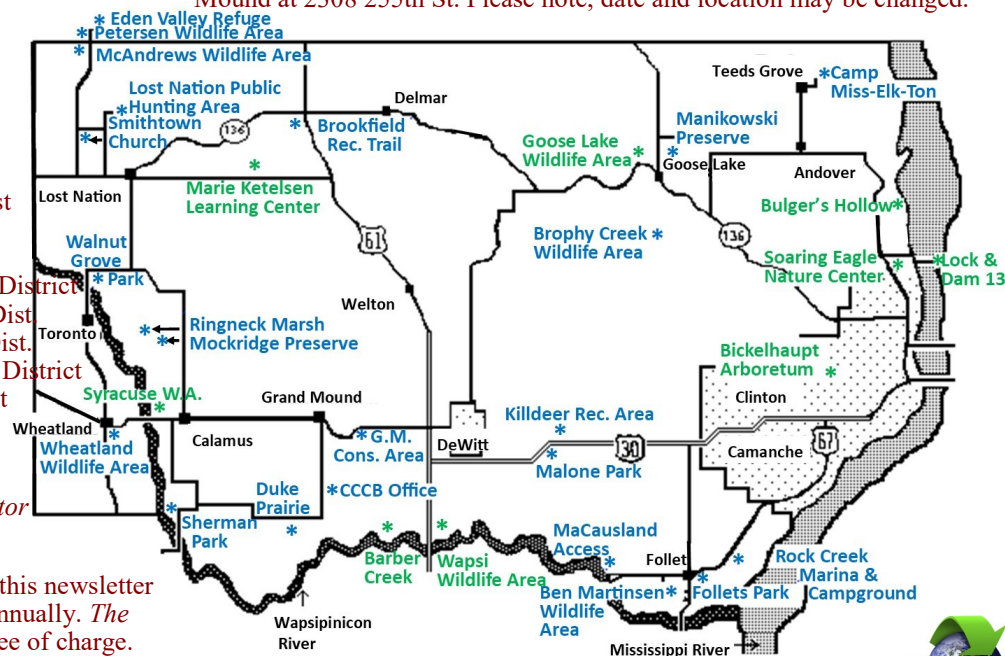 Mound at 2308 255th St. Please note, date and location may be changed.
* Eden Valley Refuge
* Petersen Wildlife Area
* McAndrews Wildlife Area
Lost Nation Public
* Hunting Area
Smithtown
* Church
136
Delmar
* Brookfield
Rec. Trail
Teeds Grove
*Camp
Miss-Elk-Ton
Manikowski
Preserve
*
Goose Lake
Wildlife Area*
Goose Lake
Andover
Lost Nation
*
Marie Ketelsen
Learning Center
Bulger's Hollow*
st
Walnut
Grove
* Park
61
Brophy Creek *
Wildlife Area
136
Soaring Eagle
Nature Center *
*Lock &
Dam 13
District
Dist.
ist.
District
t
Welton
Toronto
* Ringneck Marsh
* Mockridge Preserve
Bickelhaupt
Arboretum *
Syracuse W.A.
*
Grand Mound
Clinton
Wheatland
* Wheatland
Wildlife Area
Calamus
*G.M.
Cons. Area
DeWitt
Killdeer Rec. Area
*
30
*
Malone Park
67
Camanche
tor
*CCCB Office
Duke
Prairie
*
*
Sherman
Park
*
Barber
Creek
*
Wapsi
Wildlife Area
MaCausland
Access
*
Follet
*
Rock Creek
Marina &
Campground
this newsletter
nnually. The
ee of charge.
Ben Martinsen*
Wildlife
Area
*
Follets Park
Wapsipinicon
River
Mississippi River